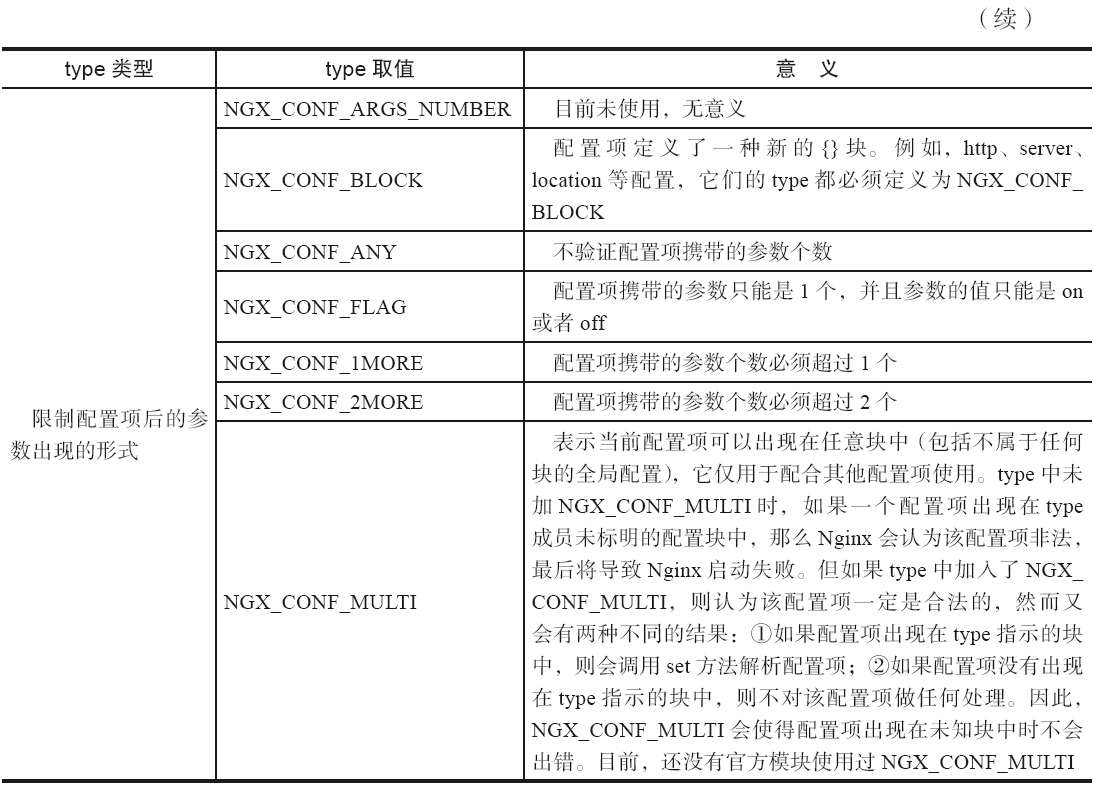 （续）
type 类型 type 取值 意 义
NGX_CONF_ARGS_NUMBER 目前未使用，无意义
NGX_CONF_BLOCK
配置项定义了一种新的 {} 块。例如，http、server、
location 等配置，它们的 type 都必须定义为 NGX_CONF_
BLOCK
NGX_CONF_ANY 不验证配置项携带的参数个数
NGX_CONF_FLAG
配置项携带的参数只能是 1 个，并且参数的值只能是 on
或者 off
NGX_CONF_1MORE 配置项携带的参数个数必须超过 1 个
NGX_CONF_2MORE 配置项携带的参数个数必须超过 2 个
限制配置项后的参
数出现的形式
NGX_CONF_MULTI
表示当前配置项可以出现在任意块中（包括不属于任何
块的全局配置），它仅用于配合其他配置项使用。type 中未
加 NGX_CONF_MULTI 时，如果一个配置项出现在 type
成员未标明的配置块中，那么 Nginx 会认为该配置项非法，
最后将导致 Nginx 启动失败。但如果 type 中加入了 NGX_
CONF_MULTI，则认为该配置项一定是合法的，然而又
会有两种不同的结果：①如果配置项出现在 type 指示的块
中，则会调用 set 方法解析配置项；②如果配置项没有出现
在 type 指示的块中，则不对该配置项做任何处理。因此，
NGX_CONF_MULTI 会使得配置项出现在未知块中时不会
出错。目前，还没有官方模块使用过 NGX_CONF_MULTI